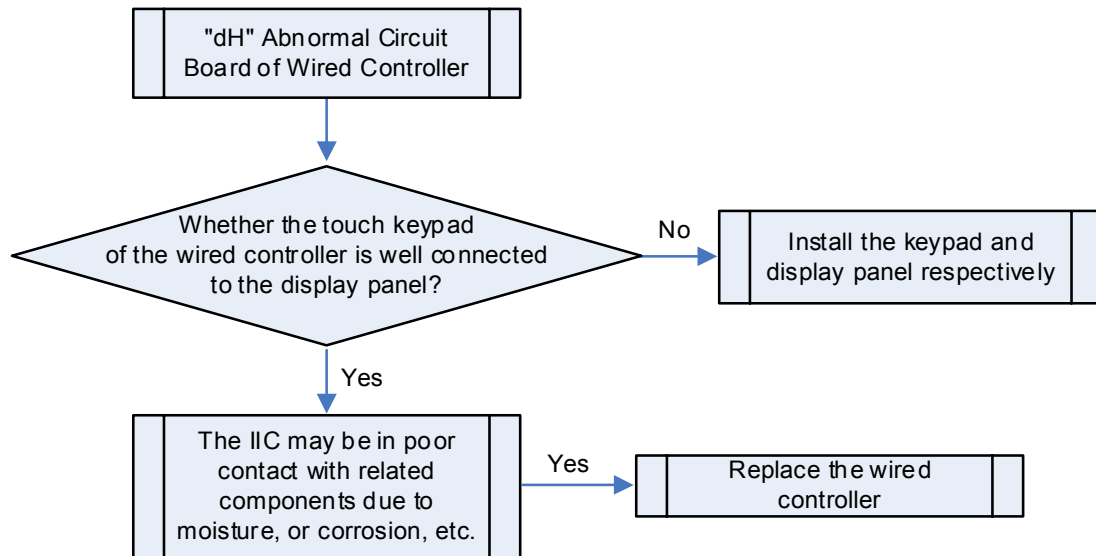 "dH" Abnormal Circuit
Board of Wired Controller
Whether the touch keypad
of the wired controller is well connected
to the display panel?
No
Install the keypad and
display panel respectively
Yes
The IIC may be in poor
contact with related
components due to
moisture, or corrosion, etc.
Yes
Replace the wired
controller